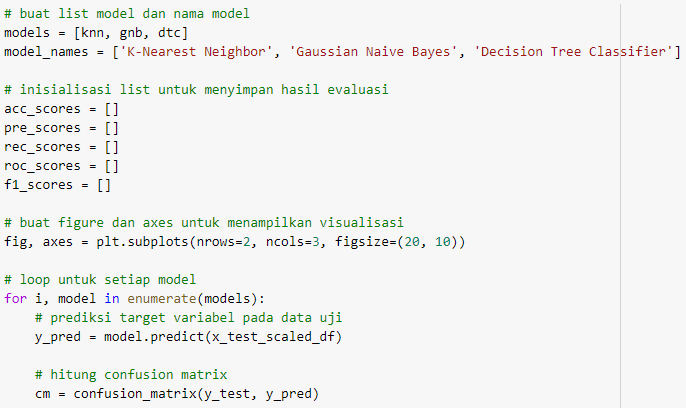 # buat list model dan nama model
models = [knn, gnb, dtc]
model_names = ['K-Nearest Neighbor', 'Gaussian Naive Bayes', 'Decision Tree Classifier']

# inisialisasi list untuk menyimpan hasil evaluasi
acc_scores = []
pre_scores = []
rec_scores = []
roc_scores = []
f1_scores = []

# buat figure dan axes untuk menampilkan visualisasi
fig, axes = plt.subplots(nrows=2, ncols=3, figsize=(20, 10))

# loop untuk setiap model
for i, model in enumerate(models):
    # prediksi target variabel pada data uji
    y_pred = model.predict(x_test_scaled_df)

    # hitung confusion matrix
    cm = confusion_matrix(y_test, y_pred)